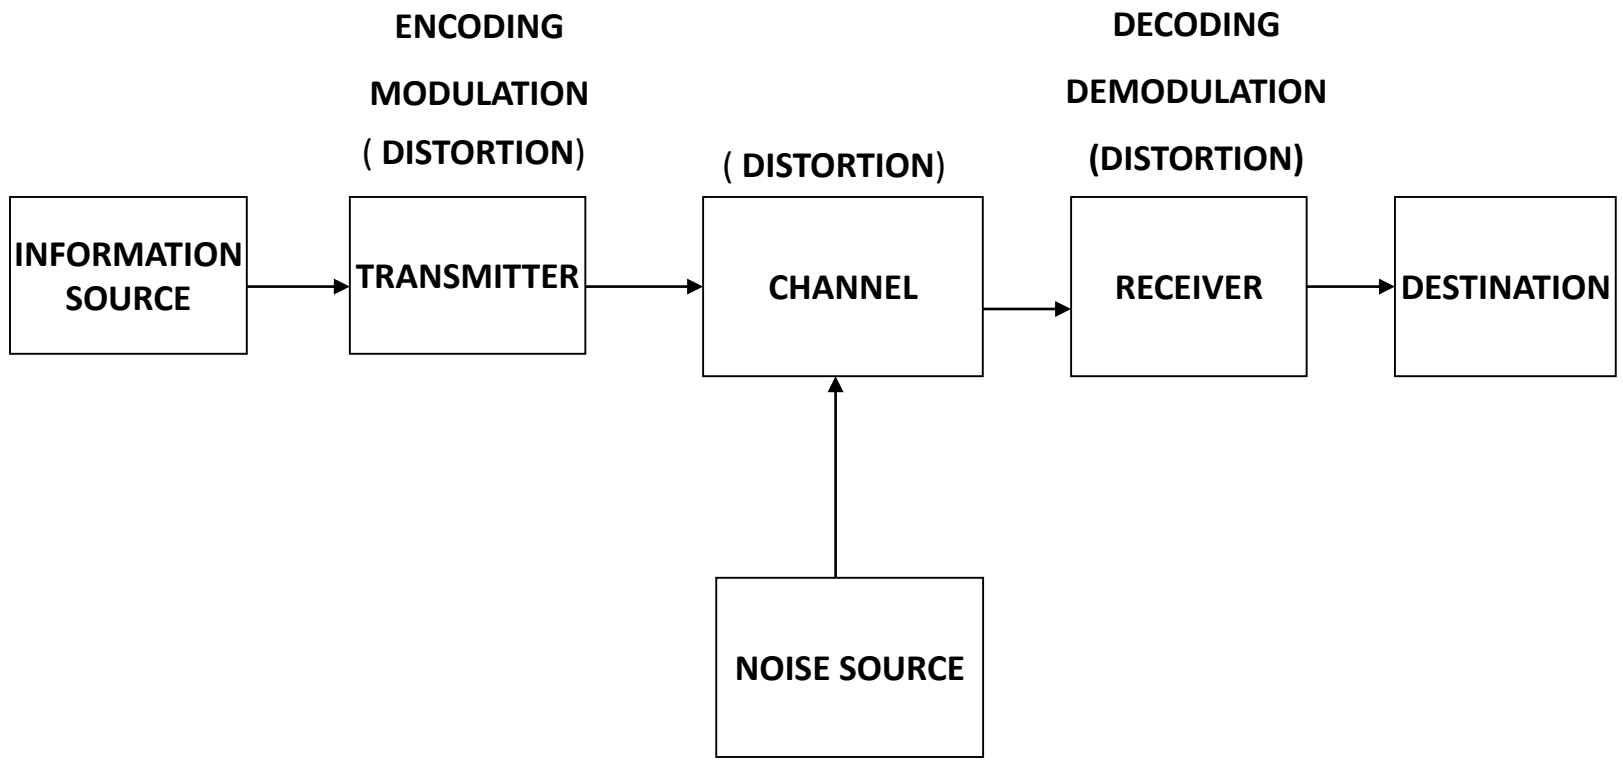 ENCODING
MODULATION
( DISTORTION)
( DISTORTION)
DECODING
DEMODULATION
(DISTORTION)
INFORMATION
SOURCE
TRANSMITTER
CHANNEL
RECEIVER
DESTINATION
NOISE SOURCE